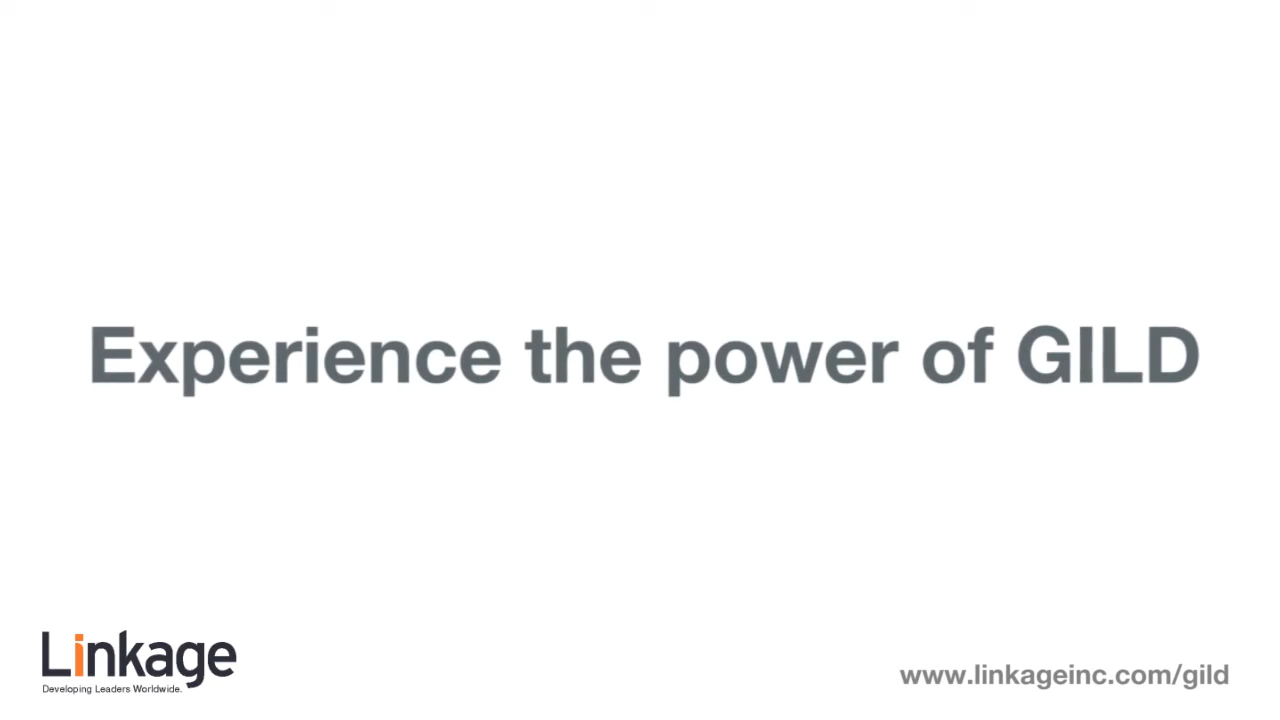 Experience the power of GILD
Linkage
Developing Leaders Worldwide.
www.linkageinc.com/gild